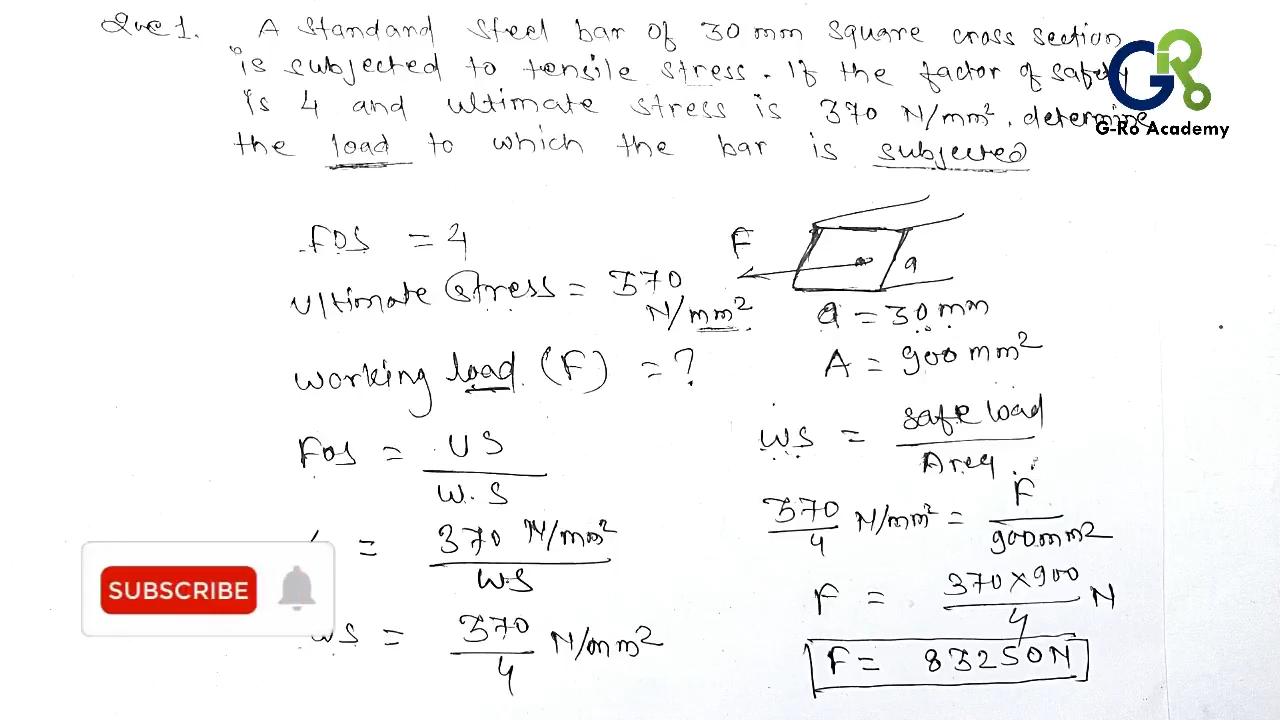 Que 1. A standard steel bar of 30 mm square cross section
is subjected to tensile stress. If the factor of safety
is 4 and ultimate stress is 370 N/mm², determine
the load to which the bar is subjected
G-Ro Academy
FOS = 4
Ultimate Stress = 370
N/mm²
Working load (F) = ?
FOS = US
W.S
= 370 N/mm²
WS
WS = 370
4
N/mm²
F
a
a = 30 mm
A = 900 mm²
WS = safe load
Area
370
4
N/mm² = F
900mm²
F = 370×900
4
N
F = 83250N
SUBSCRIBE